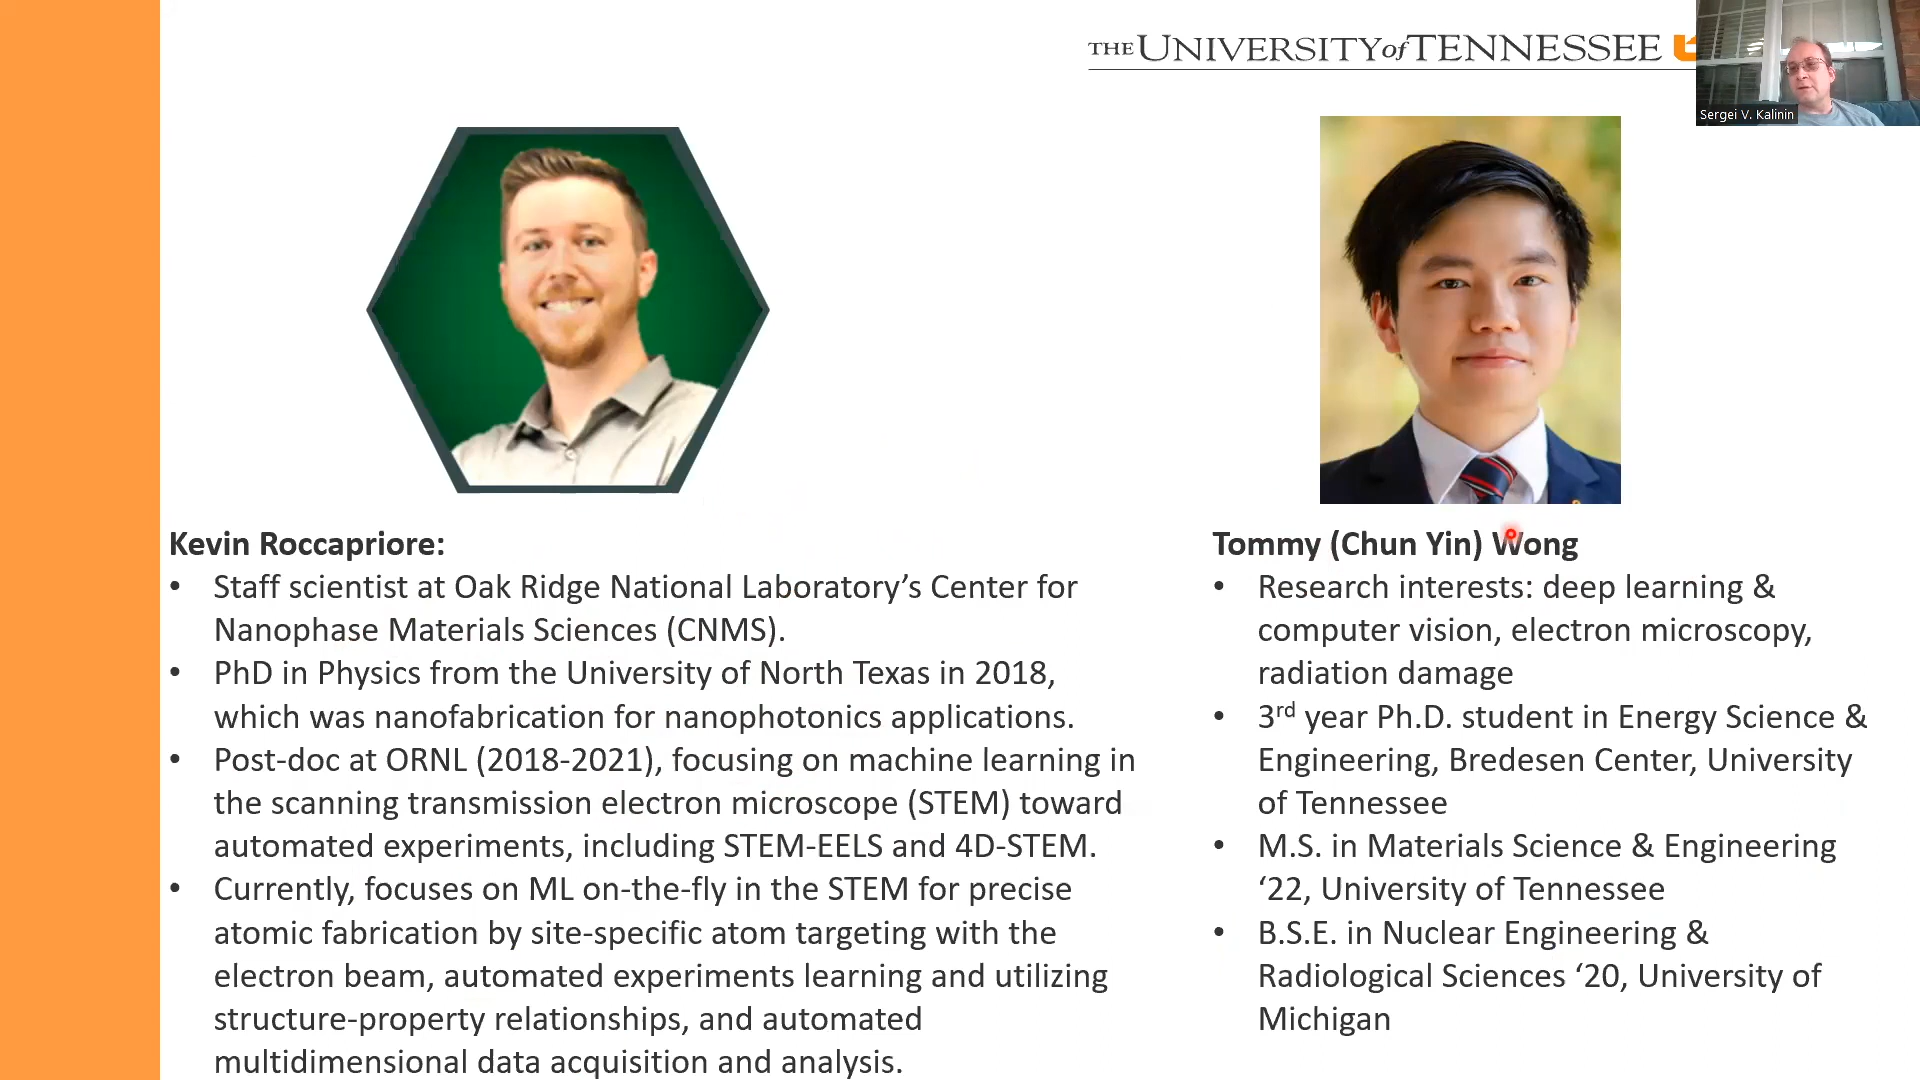 THE UNIVERSITY of TENNESSEE
Sergei V. Kalinin
Kevin Roccapriore:
• Staff scientist at Oak Ridge National Laboratory’s Center for
Nanophase Materials Sciences (CNMS).
• PhD in Physics from the University of North Texas in 2018,
which was nanofabrication for nanophotonics applications.
• Post-doc at ORNL (2018-2021), focusing on machine learning in
the scanning transmission electron microscope (STEM) toward
automated experiments, including STEM-EELS and 4D-STEM.
• Currently, focuses on ML on-the-fly in the STEM for precise
atomic fabrication by site-specific atom targeting with the
electron beam, automated experiments learning and utilizing
structure-property relationships, and automated
multidimensional data acquisition and analysis.
Tommy (Chun Yin) Wong
• Research interests: deep learning &
computer vision, electron microscopy,
radiation damage
• 3rd year Ph.D. student in Energy Science &
Engineering, Bredesen Center, University
of Tennessee
• M.S. in Materials Science & Engineering
‘22, University of Tennessee
• B.S.E. in Nuclear Engineering &
Radiological Sciences ‘20, University of
Michigan